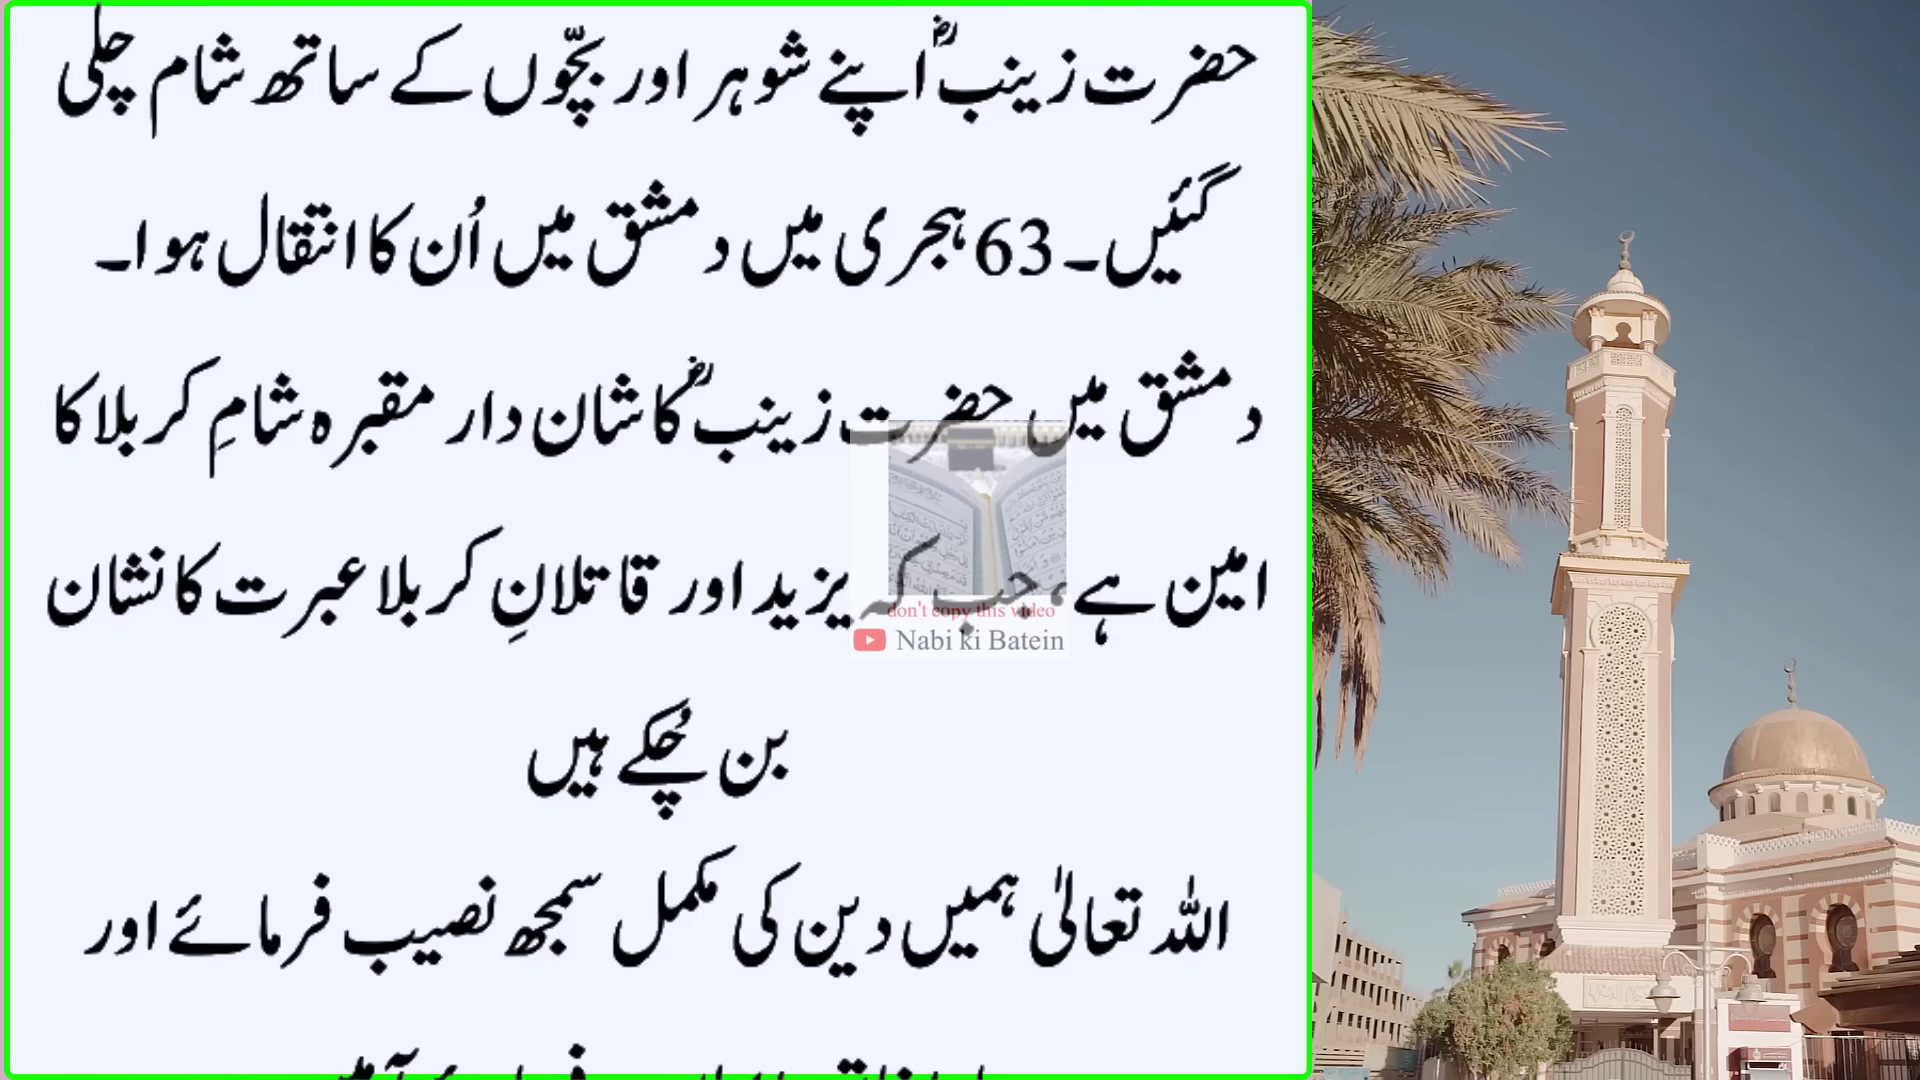 حضرت زینبؓ اپنے شوہر اور بچّوں کے ساتھ شام چلی
گئیں۔ 63 ہجری میں دمشق میں اُن کا انتقال ہوا۔
دمشق میں حضرت زینبؓ کا شان دار مقبرہ شامِ کربلا کا
امین ہے، جب کہ یزید اور قاتلانِ کربلا عبرت کا نشان
بن چُکے ہیں
اللہ تعالیٰ ہمیں دین کی مکمل سمجھ نصیب فرمائے اور
don't copy this video
Nabi ki Batein